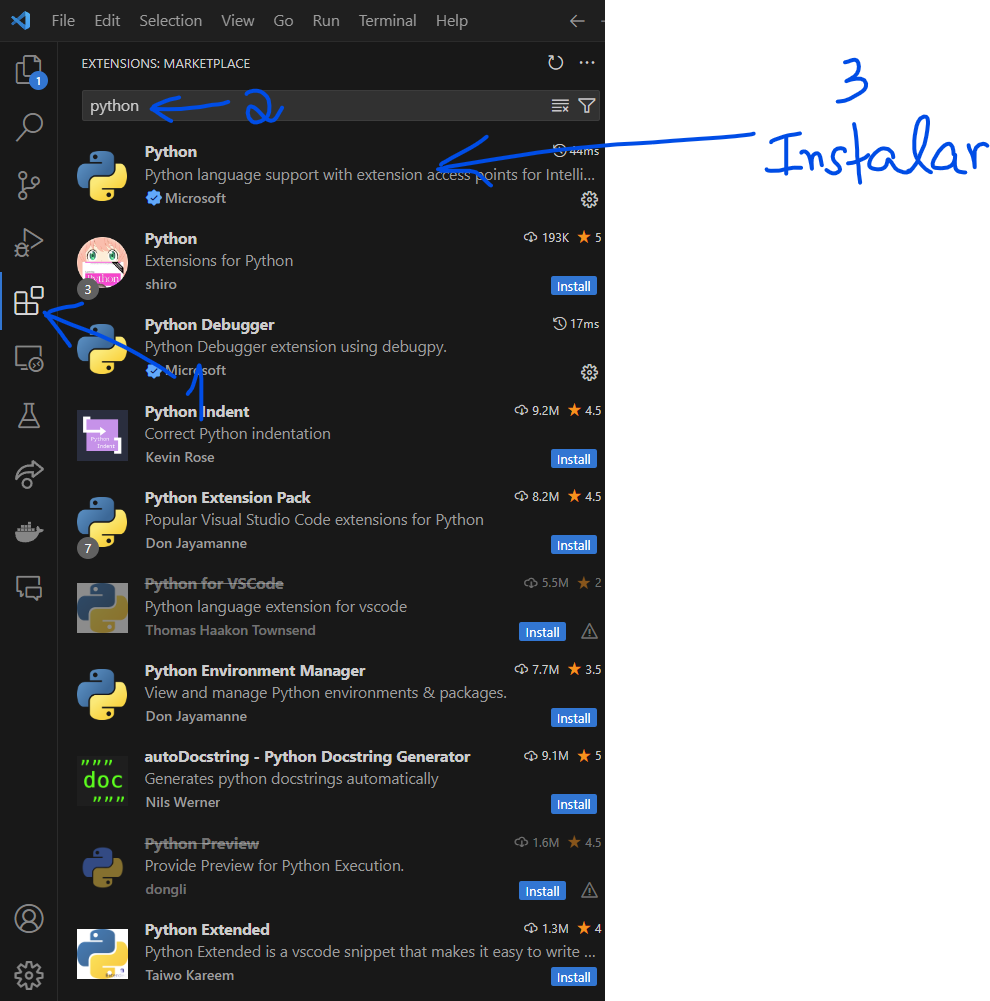 File Edit Selection View Go Run Terminal Help
1
EXTENSIONS: MARKETPLACE
python
2
3
Instalar
Python
44ms
Python language support with extension access points for Intelli...
Microsoft
Python
193K 5
Extensions for Python
python
shiro
3
Install
Python Debugger
17ms
Python Debugger extension using debugpy.
Microsoft
1
Python Indent
9.2M 4.5
Correct Python indentation
Python Indent
Kevin Rose
Install
Python Extension Pack
8.2M 4.5
Popular Visual Studio Code extensions for Python
Don Jayamanne
7
Install
Python for VSCode
5.5M 2
Python language extension for vscode
Thomas Haakon Townsend
Install
Python Environment Manager
7.7M 3.5
View and manage Python environments & packages.
Don Jayamanne
Install
autoDocstring - Python Docstring Generator
9.1M 5
"""
doc
"""
Generates python docstrings automatically
Nils Werner
Install
Python Preview
1.6M 4.5
Provide Preview for Python Execution.
dongli
Install
Python Extended
1.3M 4
Python Extended is a vscode snippet that makes it easy to write ...
Taiwo Kareem
Install